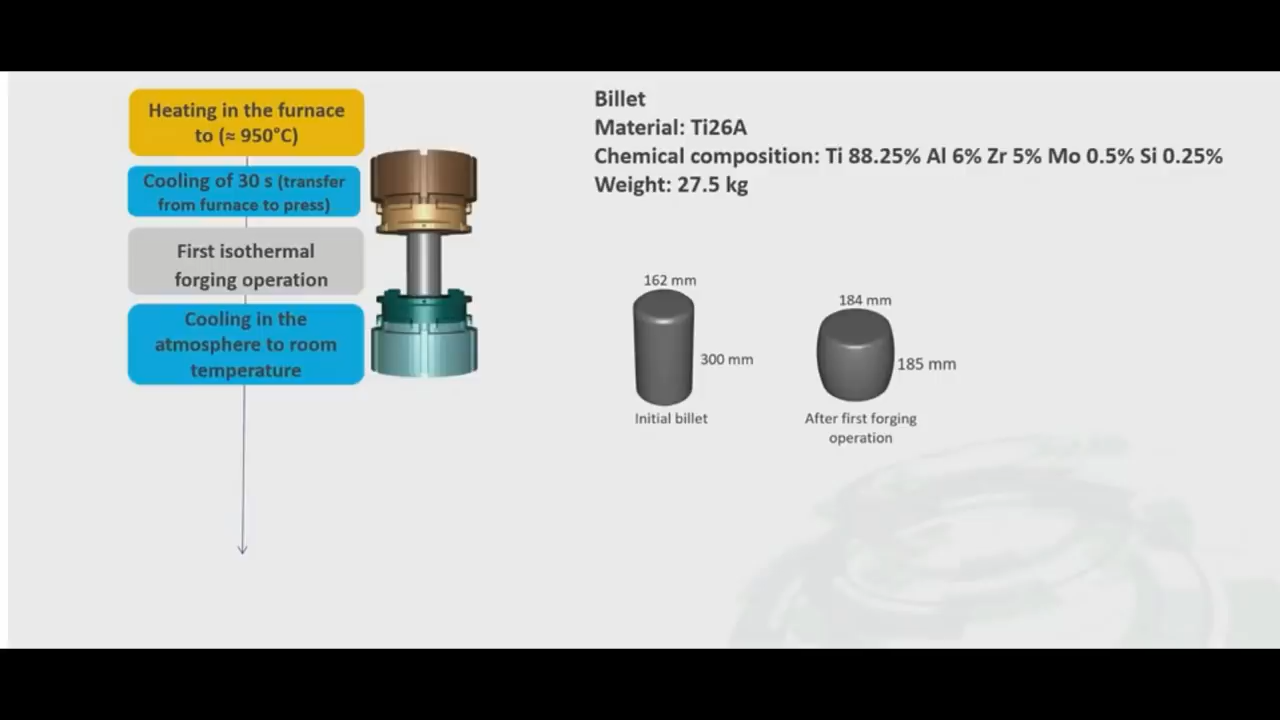 Heating in the furnace
to (≈ 950°C)
Cooling of 30 s (transfer
from furnace to press)
First isothermal
forging operation
Cooling in the
atmosphere to room
temperature
Billet
Material: Ti26A
Chemical composition: Ti 88.25% Al 6% Zr 5% Mo 0.5% Si 0.25%
Weight: 27.5 kg
162 mm
300 mm
Initial billet
184 mm
185 mm
After first forging
operation